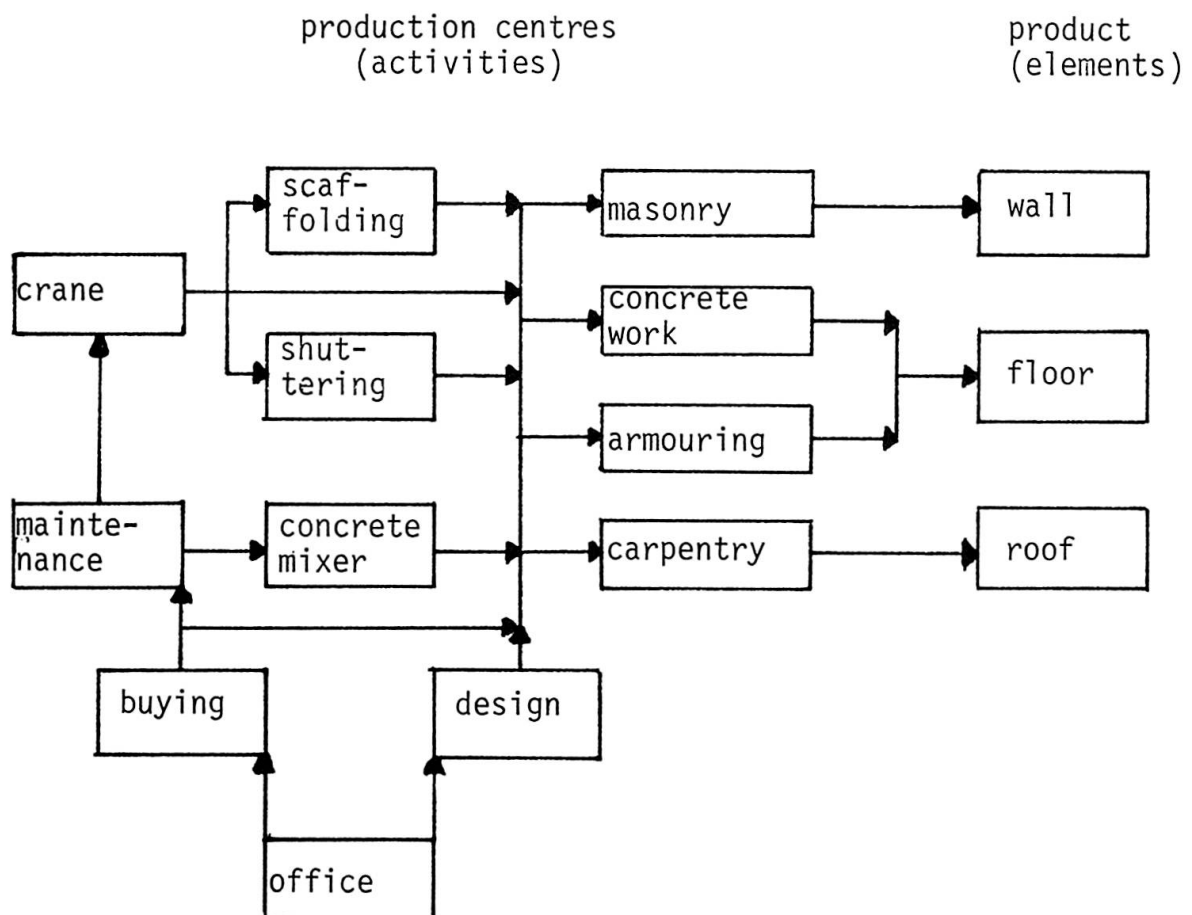 production centres
(activities)
product
(elements)
scaf-
folding
masonry
wall
crane
concrete
work
shut-
tering
floor
armouring
mainte-
nance
concrete
mixer
carpentry
roof
buying
design
office